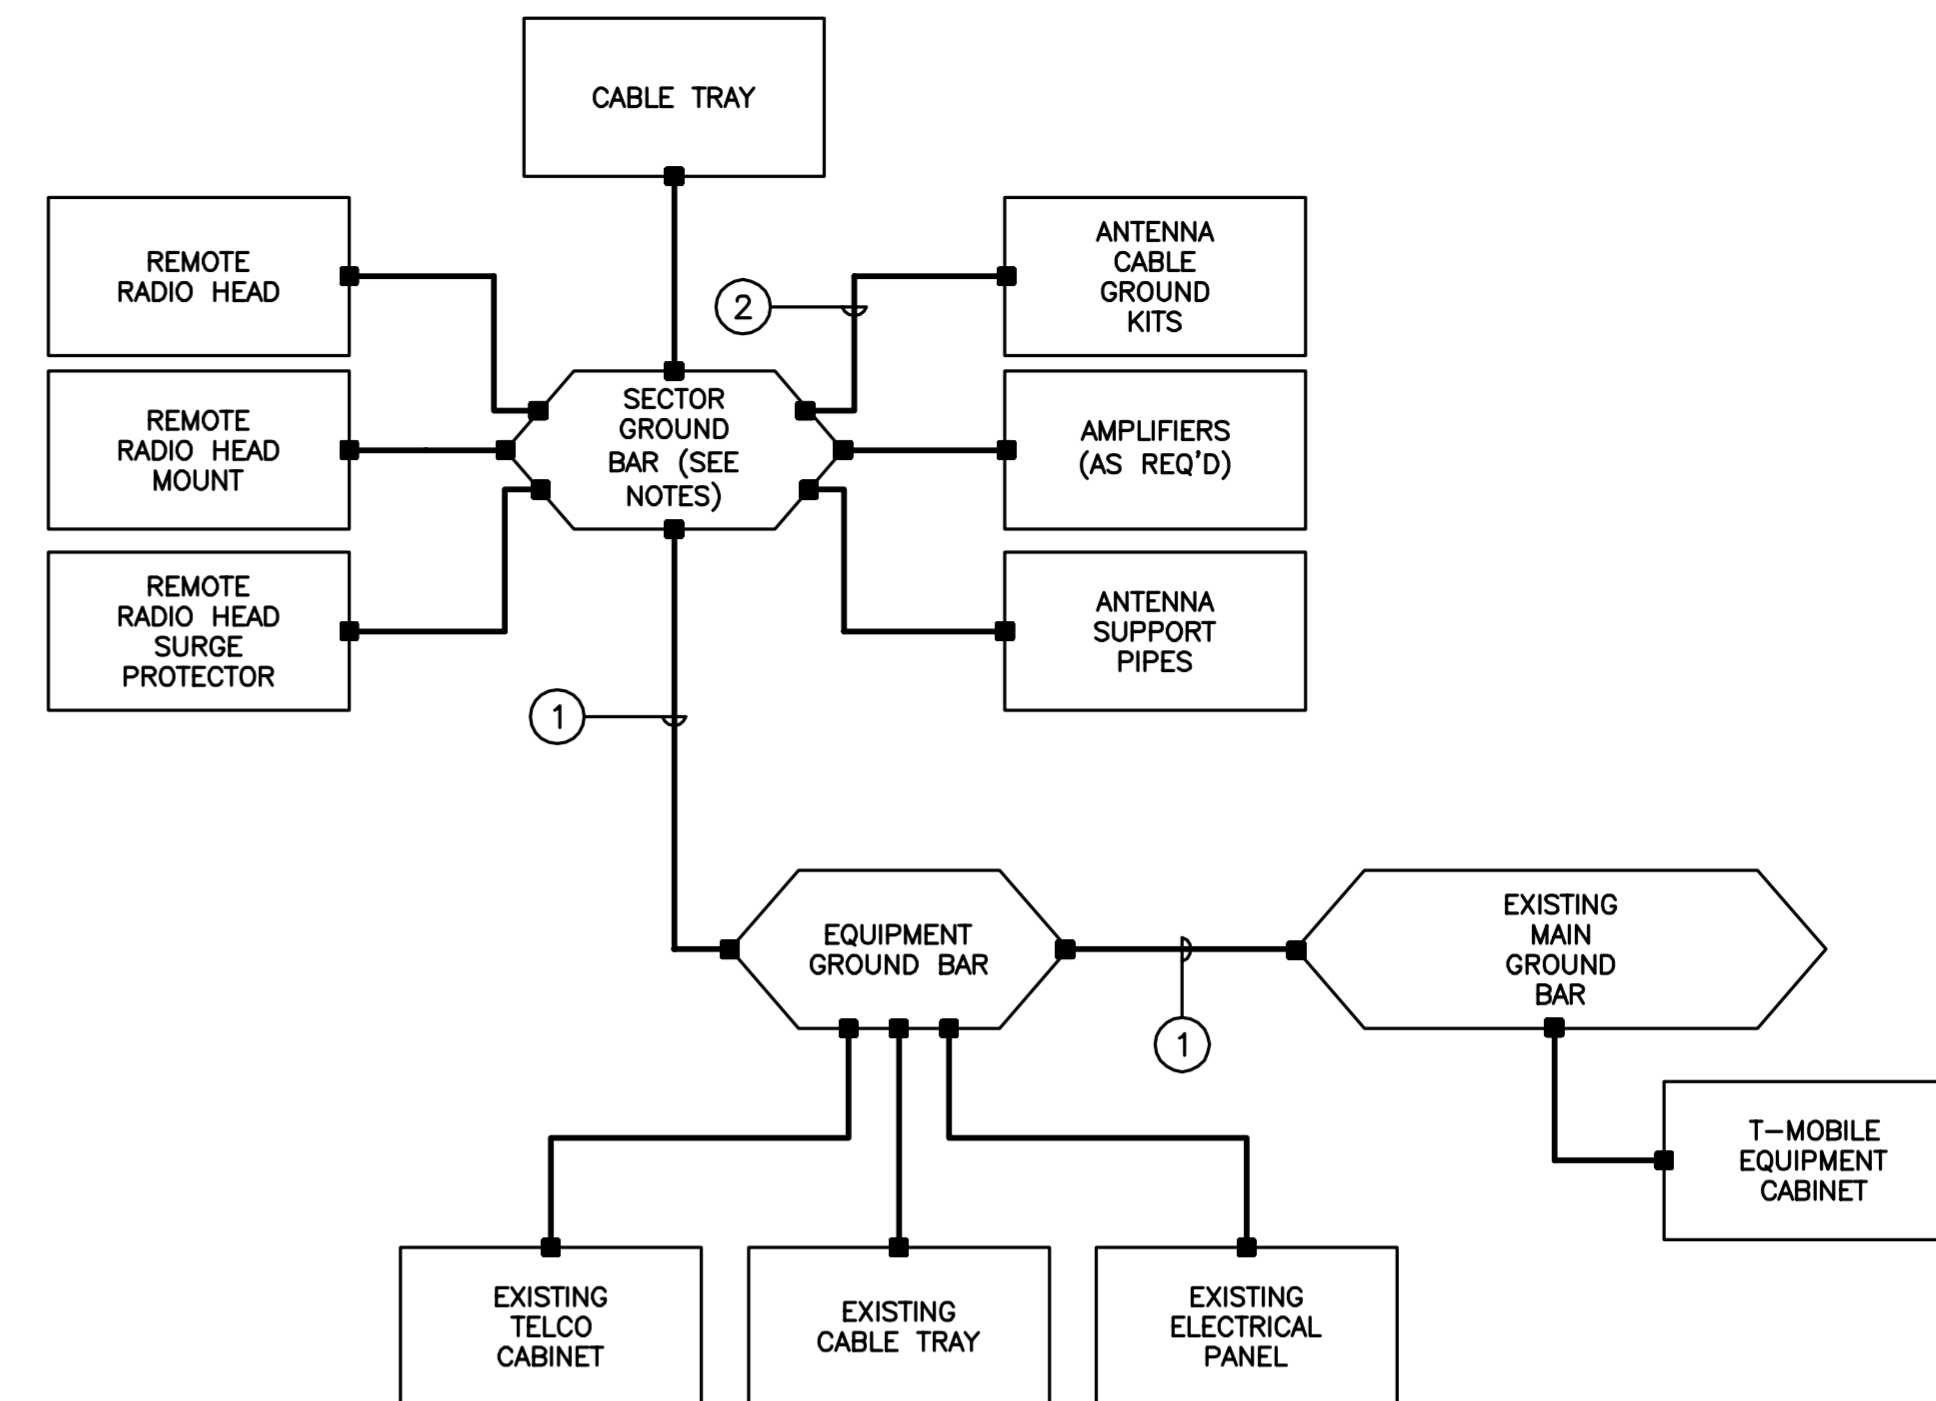 CABLE TRAY
REMOTE
RADIO HEAD
ANTENNA
CABLE
GROUND
KITS
2
REMOTE
RADIO HEAD
MOUNT
SECTOR
GROUND
BAR (SEE
NOTES)
AMPLIFIERS
(AS REQ'D)
REMOTE
RADIO HEAD
SURGE
PROTECTOR
ANTENNA
SUPPORT
PIPES
1
EQUIPMENT
GROUND BAR
EXISTING
MAIN
GROUND
BAR
1
T-MOBILE
EQUIPMENT
CABINET
EXISTING
TELCO
CABINET
EXISTING
CABLE TRAY
EXISTING
ELECTRICAL
PANEL